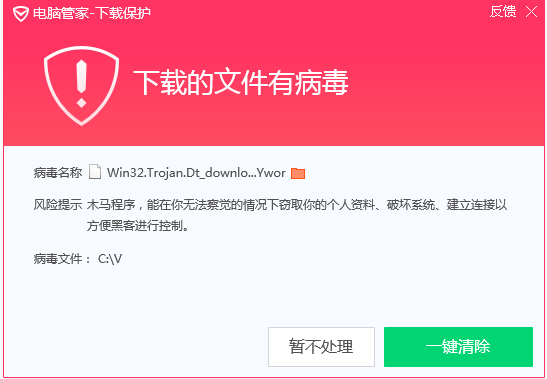 电脑管家-下载保护
反馈
下载的文件有病毒
病毒名称 Win32.Trojan.Dt_downlo...Ywor
风险提示 木马程序，能在你无法察觉的情况下窃取你的个人资料、破坏系统、建立连接以
方便黑客进行控制。
病毒文件： C:\V
暂不处理
一键清除